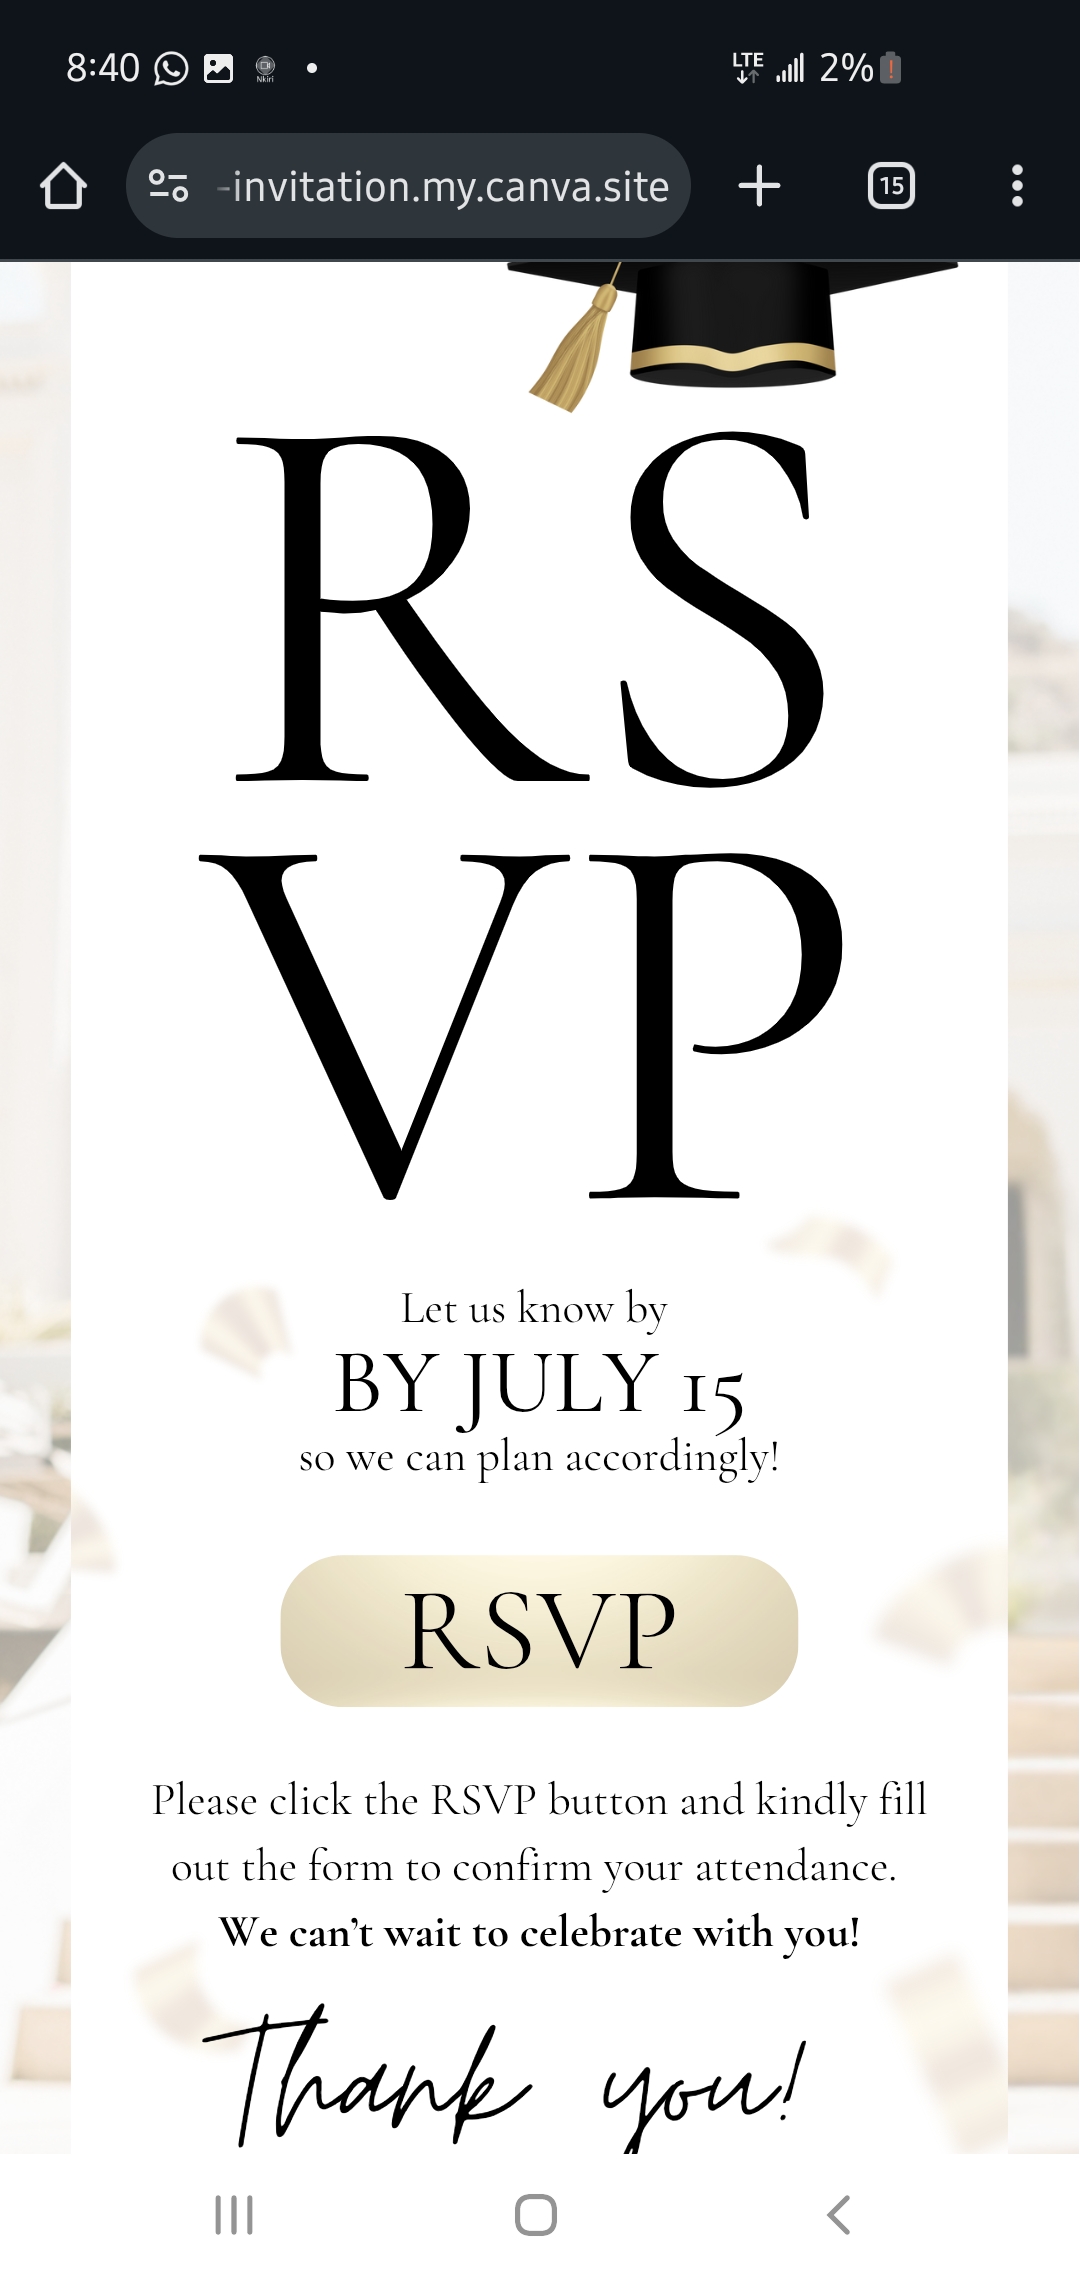 8:40
Nkiri
LTE
2%
-invitation.my.canva.site
15
RS
VP
Let us know by
BY JULY 15
so we can plan accordingly!
RSVP
Please click the RSVP button and kindly fill
out the form to confirm your attendance.
We can’t wait to celebrate with you!
Thank you!